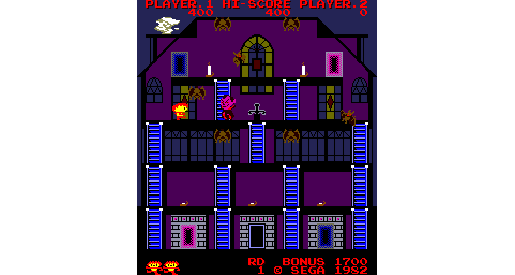 PLAYER.1 HI-SCORE PLAYER.2
400 400 0
RD BONUS 1700
1 © SEGA 1982